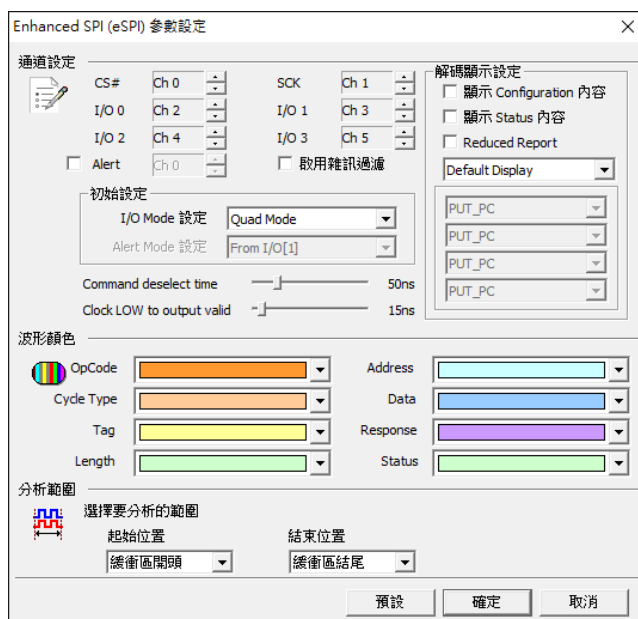 Enhanced SPI (eSPI) 參數設定
通道設定
CS# Ch 0 SCK Ch 1
I/O 0 Ch 2 I/O 1 Ch 3
I/O 2 Ch 4 I/O 3 Ch 5
Alert Ch 0 啟用雜訊過濾
解碼顯示設定
顯示 Configuration 內容
顯示 Status 內容
Reduced Report
Default Display
PUT_PC
PUT_PC
PUT_PC
PUT_PC
初始設定
I/O Mode 設定 Quad Mode
Alert Mode 設定 From I/O[1]
Command deselect time 50ns
Clock LOW to output valid 15ns
波形顏色
OpCode Address
Cycle Type Data
Tag Response
Length Status
分析範圍
選擇要分析的範圍
起始位置 結束位置
緩衝區開頭 緩衝區結尾
預設 確定 取消